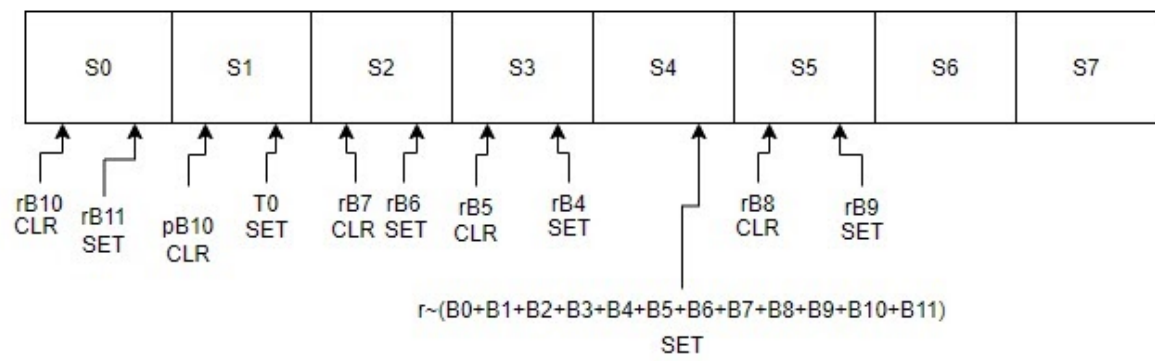 S0
S1
S2
S3
S4
S5
S6
S7
rB10
CLR
rB11
SET
pB10
CLR
T0
SET
rB7
CLR
rB6
SET
rB5
CLR
rB4
SET
rB8
CLR
rB9
SET
r~(B0+B1+B2+B3+B4+B5+B6+B7+B8+B9+B10+B11)
SET